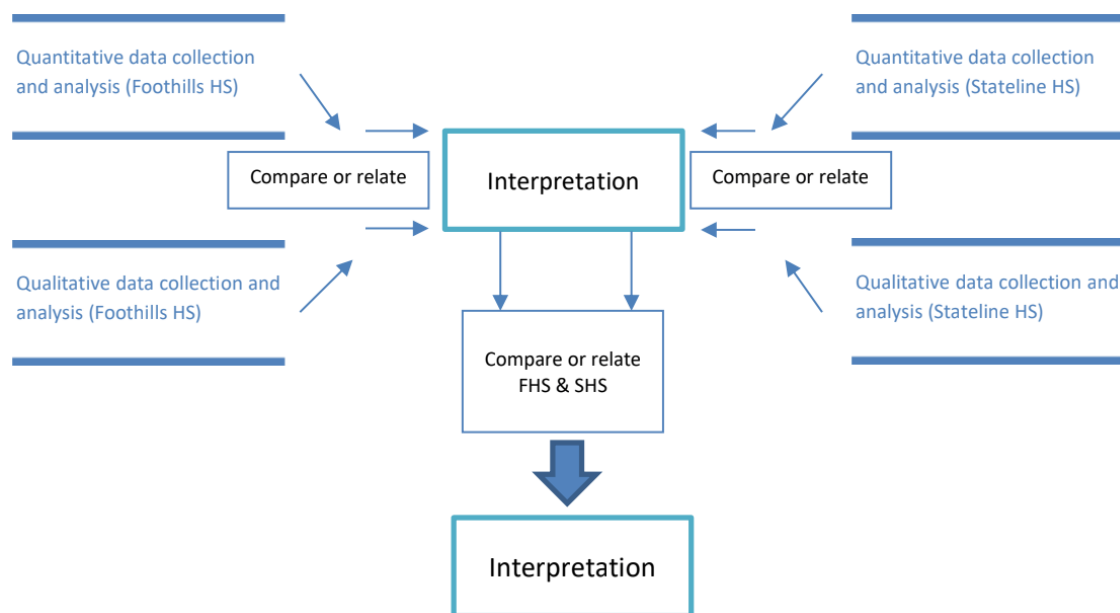 Quantitative data collection
and analysis (Foothills HS)
Quantitative data collection
and analysis (Stateline HS)
Compare or relate
Interpretation
Compare or relate
Qualitative data collection and
analysis (Foothills HS)
Qualitative data collection and
analysis (Stateline HS)
Compare or relate
FHS & SHS
Interpretation